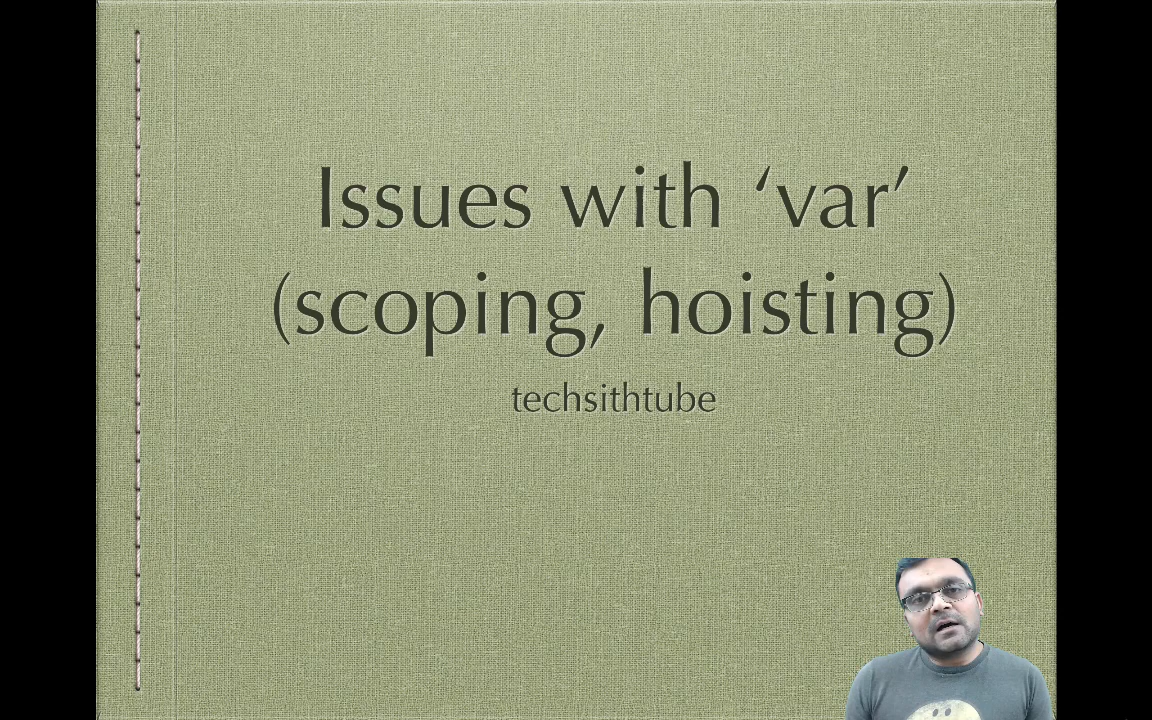 Issues with ‘var’
(scoping, hoisting)
techsithtube